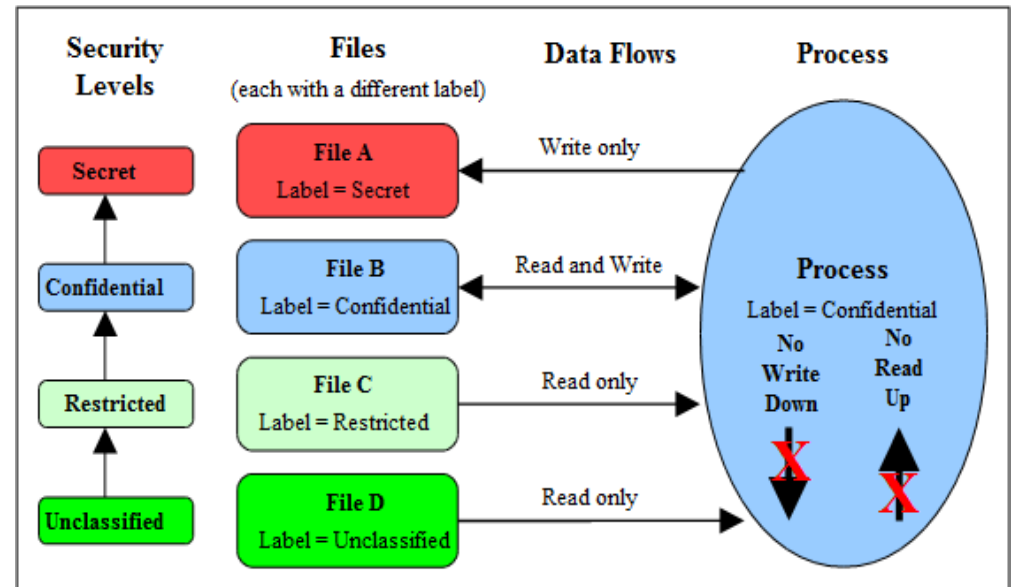 Security
Levels
Files
(each with a different label)
Data Flows
Process
Secret
Confidential
Restricted
Unclassified
File A
Label = Secret
File B
Label = Confidential
File C
Label = Restricted
File D
Label = Unclassified
Write only
Read and Write
Read only
Read only
Process
Label = Confidential
No
Write
Down
No
Read
Up
X
X